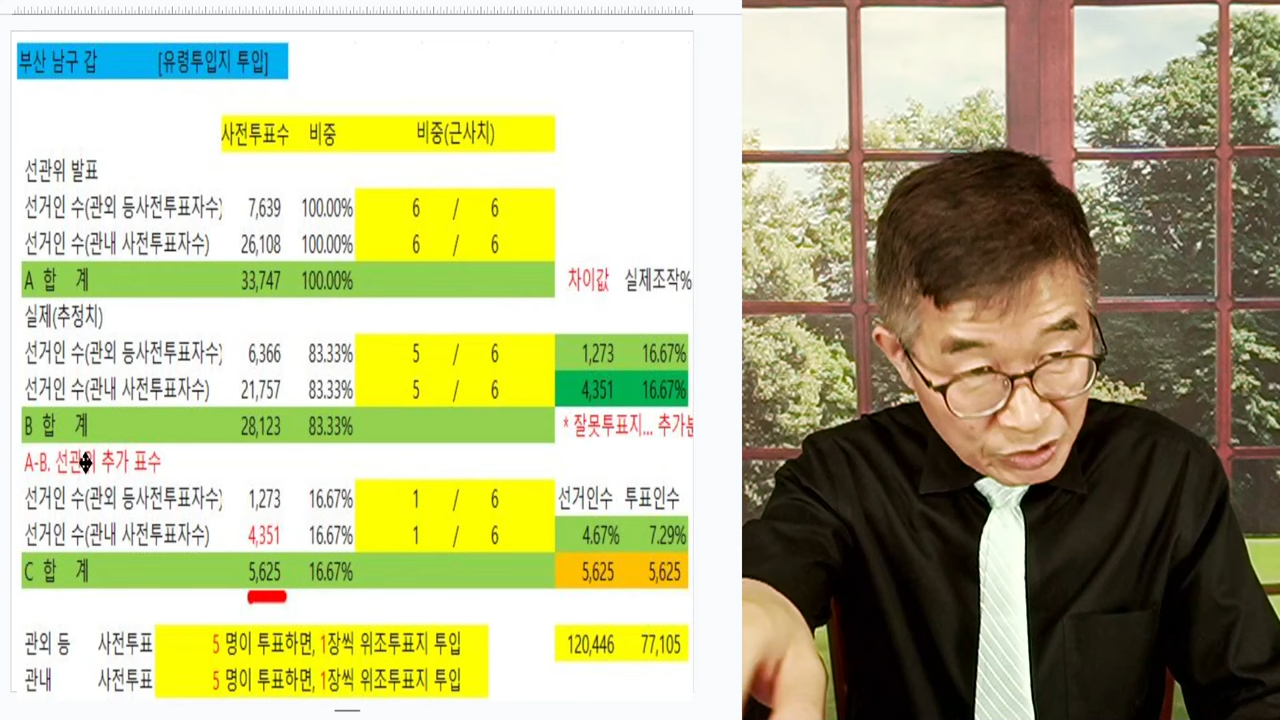 부산 남구 갑 [유령투입지 투입]
사전투표수 비중 비중(근사치)
선관위 발표
선거인 수(관외 등사전투표자수) 7,639 100.00% 6 / 6
선거인 수(관내 사전투표자수) 26,108 100.00% 6 / 6
A 합 계 33,747 100.00% 차이값 실제조작%
실제(추정치)
선거인 수(관외 등사전투표자수) 6,366 83.33% 5 / 6 1,273 16.67%
선거인 수(관내 사전투표자수) 21,757 83.33% 5 / 6 4,351 16.67%
B 합 계 28,123 83.33% * 잘못투표지... 추가분
A-B. 선관위 추가 표수
선거인 수(관외 등사전투표자수) 1,273 16.67% 1 / 6 선거인수 투표인수
선거인 수(관내 사전투표자수) 4,351 16.67% 1 / 6 4.67% 7.29%
C 합 계 5,625 16.67% 5,625 5,625
관외 등 사전투표 5 명이 투표하면, 1장씩 위조투표지 투입 120,446 77,105
관내 사전투표 5 명이 투표하면, 1장씩 위조투표지 투입